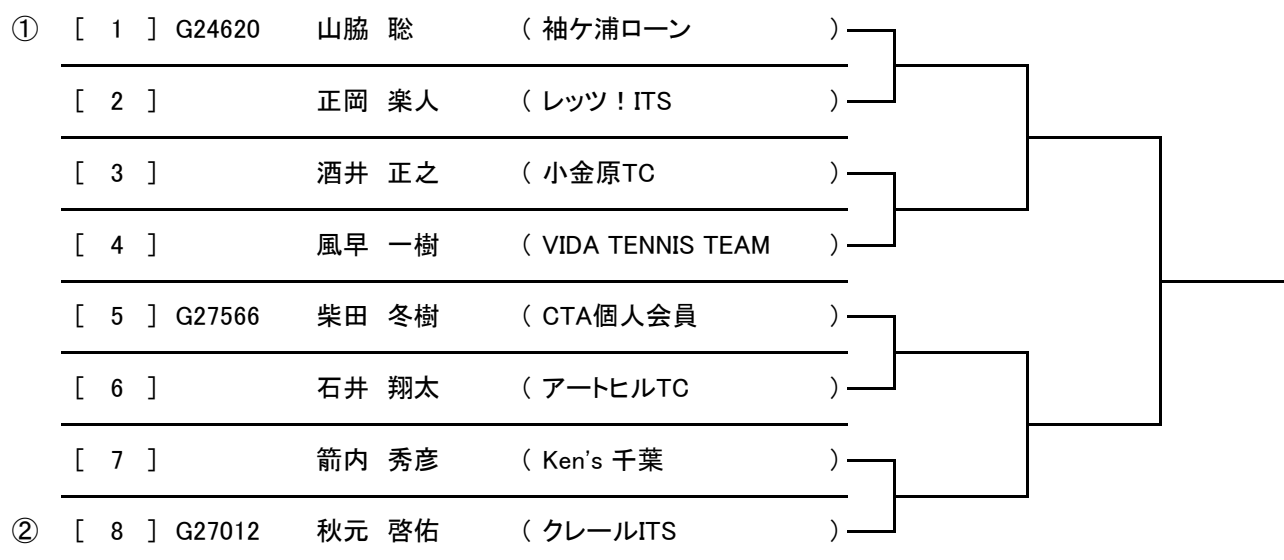 ① [ 1 ] G24620 山脇 聡 ( 袖ケ浦ローン )
[ 2 ] 正岡 楽人 ( レッツ！ITS )
[ 3 ] 酒井 正之 ( 小金原TC )
[ 4 ] 風早 一樹 ( VIDA TENNIS TEAM )
[ 5 ] G27566 柴田 冬樹 ( CTA個人会員 )
[ 6 ] 石井 翔太 ( アートヒルTC )
[ 7 ] 箭内 秀彦 ( Ken's 千葉 )
② [ 8 ] G27012 秋元 啓佑 ( クレールITS )